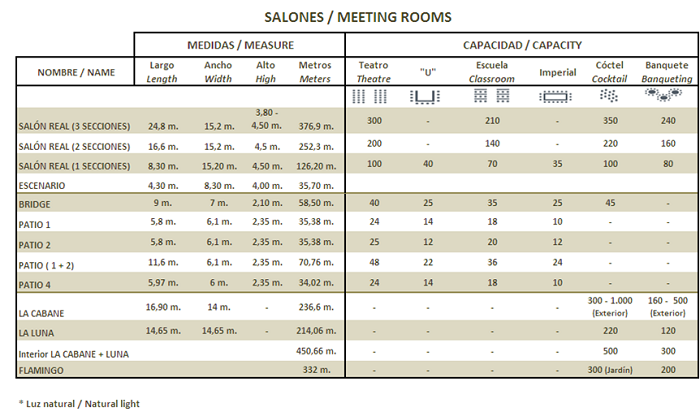 SALONES / MEETING ROOMS
MEDIDAS / MEASURE CAPACIDAD / CAPACITY
NOMBRE / NAME Largo Length Ancho Width Alto High Metros Meters Teatro Theatre "U" Escuela Classroom Imperial Cóctel Cocktail Banquete Banqueting
SALÓN REAL (3 SECCIONES) 24,8 m. 15,2 m. 3,80 - 4,50 m. 376,9 m. 300 - 210 - 350 240
SALÓN REAL (2 SECCIONES) 16,6 m. 15,2 m. 4,5 m. 252,3 m. 200 - 140 - 220 160
SALÓN REAL (1 SECCIONES) 8,30 m. 15,20 m. 4,50 m. 126,20 m. 100 40 70 35 100 80
ESCENARIO 4,30 m. 8,30 m. 4,00 m. 35,70 m.
BRIDGE 9 m. 7 m. 2,10 m. 58,50 m. 40 25 35 25 45 -
PATIO 1 5,8 m. 6,1 m. 2,35 m. 35,38 m. 24 14 18 10 - -
PATIO 2 5,8 m. 6,1 m. 2,35 m. 35,38 m. 25 12 20 12 - -
PATIO ( 1 + 2) 11,6 m. 6,1 m. 2,35 m. 70,76 m. 48 22 36 24 - -
PATIO 4 5,97 m. 6 m. 2,35 m. 34,02 m. 24 14 18 10 - -
LA CABANE 16,90 m. 14 m. - 236,6 m. - - - - 300 - 1.000 (Exterior) 160 - 500 (Exterior)
LA LUNA 14,65 m. 14,65 m. - 214,06 m. - - - - 220 120
Interior LA CABANE + LUNA 450,66 m. - - - - 500 300
FLAMINGO 332 m. - - - - 300 (Jardín) 200
* Luz natural / Natural light